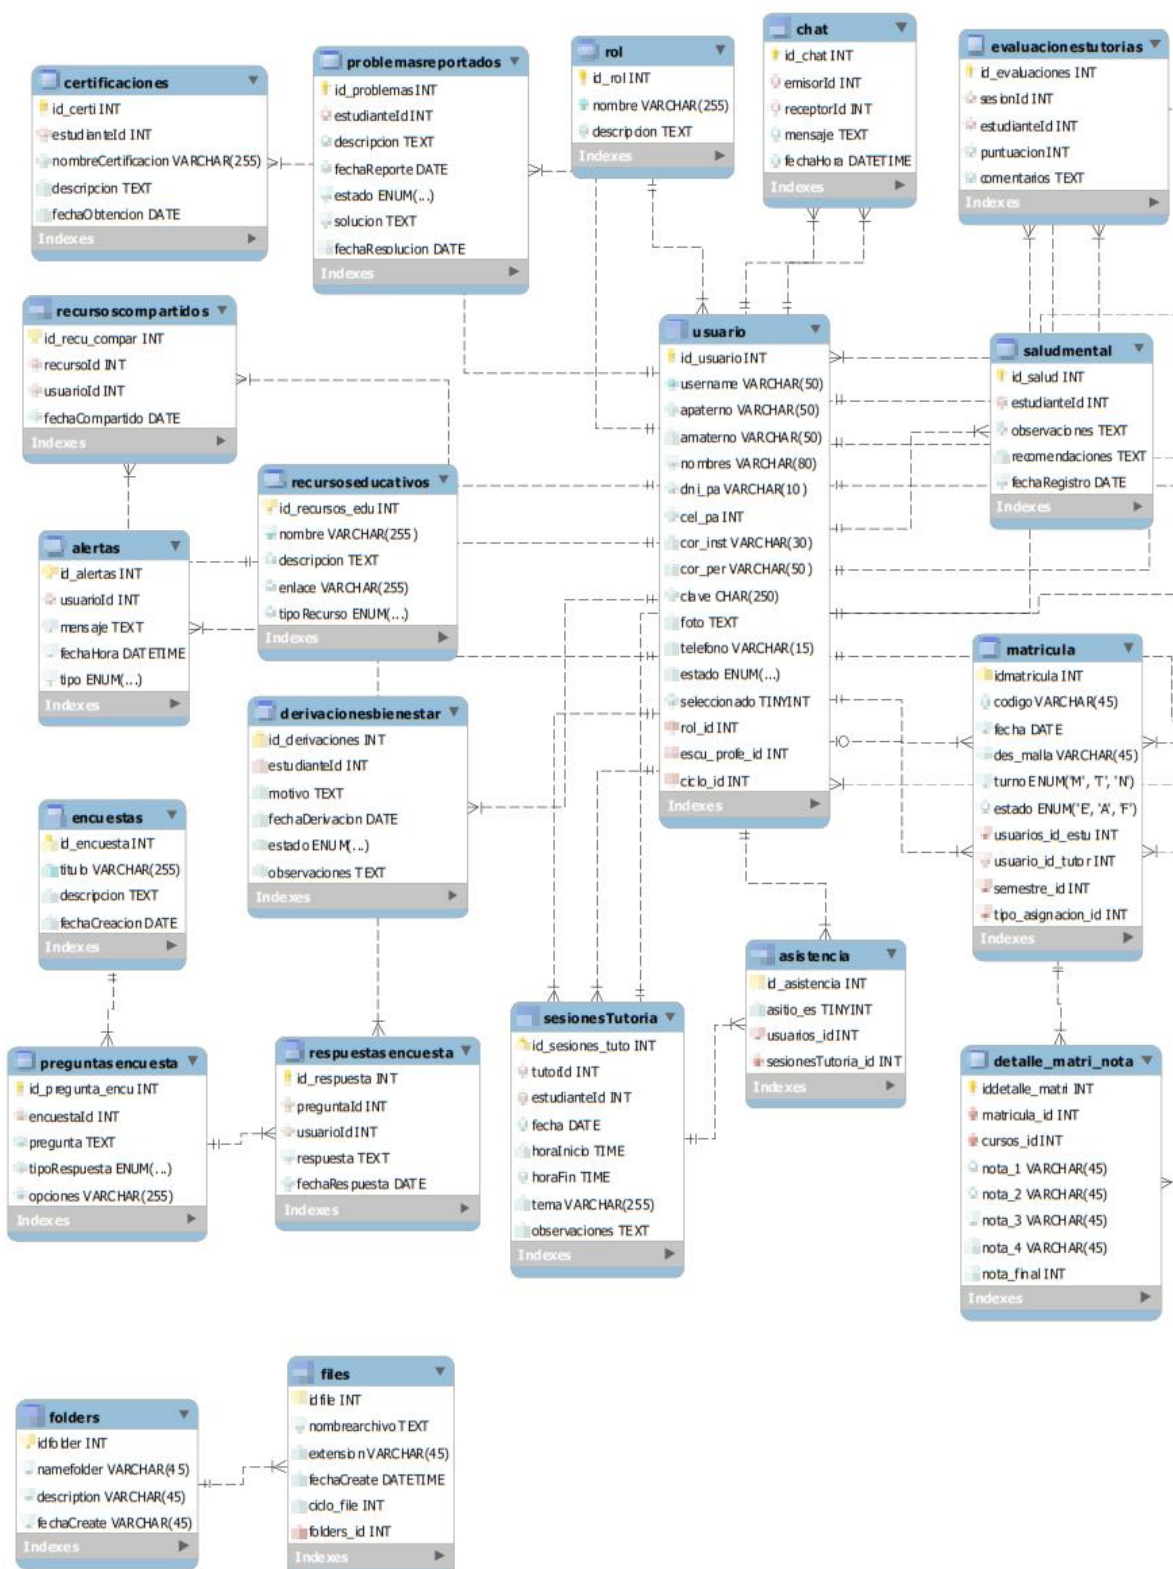 certificaciones
id_certi INT
estudianteId INT
nombreCertificacion VARCHAR(255)
descripcion TEXT
fechaObtencion DATE
Indexes
problemasreportados
id_problemas INT
estudianteId INT
descripcion TEXT
fechaReporte DATE
estado ENUM(...)
solucion TEXT
fechaResolucion DATE
Indexes
rol
id_rol INT
nombre VARCHAR(255)
descripcion TEXT
Indexes
chat
id_chat INT
emisorId INT
receptorId INT
mensaje TEXT
fechaHora DATETIME
Indexes
evaluacionestutorias
id_evaluaciones INT
sesionId INT
estudianteId INT
puntuacion INT
comentarios TEXT
Indexes
recursoscompartidos
id_recu_compar INT
recursoId INT
usuarioId INT
fechaCompartido DATE
Indexes
recursoseducativos
id_recursos_edu INT
nombre VARCHAR(255)
descripcion TEXT
enlace VARCHAR(255)
tipoRecurso ENUM(...)
Indexes
usuario
id_usuario INT
username VARCHAR(50)
apaterno VARCHAR(50)
amaterno VARCHAR(50)
nombres VARCHAR(80)
dni_pa VARCHAR(10)
cel_pa INT
cor_inst VARCHAR(30)
cor_per VARCHAR(50)
clave CHAR(250)
foto TEXT
telefono VARCHAR(15)
estado ENUM(...)
seleccionado TINYINT
rol_id INT
escu_profe_id INT
ciclo_id INT
Indexes
saludmental
id_salud INT
estudianteId INT
observaciones TEXT
recomendaciones TEXT
fechaRegistro DATE
Indexes
alertas
id_alertas INT
usuarioId INT
mensaje TEXT
fechaHora DATETIME
tipo ENUM(...)
Indexes
derivacionesbienestar
id_derivaciones INT
estudianteId INT
motivo TEXT
fechaDerivacion DATE
estado ENUM(...)
observaciones TEXT
Indexes
matricula
idmatricula INT
codigo VARCHAR(45)
fecha DATE
des_malla VARCHAR(45)
turno ENUM('M', 'T', 'N')
estado ENUM('E', 'A', 'F')
usuarios_id_estu INT
usuario_id_tutor INT
semestre_id INT
tipo_asignacion_id INT
Indexes
encuestas
id_encuesta INT
titulo VARCHAR(255)
descripcion TEXT
fechaCreacion DATE
Indexes
preguntasencuesta
id_pregunta_encu INT
encuestaId INT
pregunta TEXT
tipoRespuesta ENUM(...)
opciones VARCHAR(255)
Indexes
respuestasencuesta
id_respuesta INT
preguntaId INT
usuarioId INT
respuesta TEXT
fechaRespuesta DATE
Indexes
sesionesTutoria
id_sesiones_tuto INT
tutorId INT
estudianteId INT
fecha DATE
horaInicio TIME
horaFin TIME
tema VARCHAR(255)
observaciones TEXT
Indexes
asistencia
id_asistencia INT
asitio_es TINYINT
usuarios_id INT
sesionesTutoria_id INT
Indexes
detalle_matri_nota
iddetalle_matri INT
matricula_id INT
cursos_id INT
nota_1 VARCHAR(45)
nota_2 VARCHAR(45)
nota_3 VARCHAR(45)
nota_4 VARCHAR(45)
nota_final INT
Indexes
folders
idfolder INT
namefolder VARCHAR(45)
description VARCHAR(45)
fechaCreate VARCHAR(45)
Indexes
files
idfile INT
nombrearchivo TEXT
extension VARCHAR(45)
fechaCreate DATETIME
ciclo_file INT
folders_id INT
Indexes